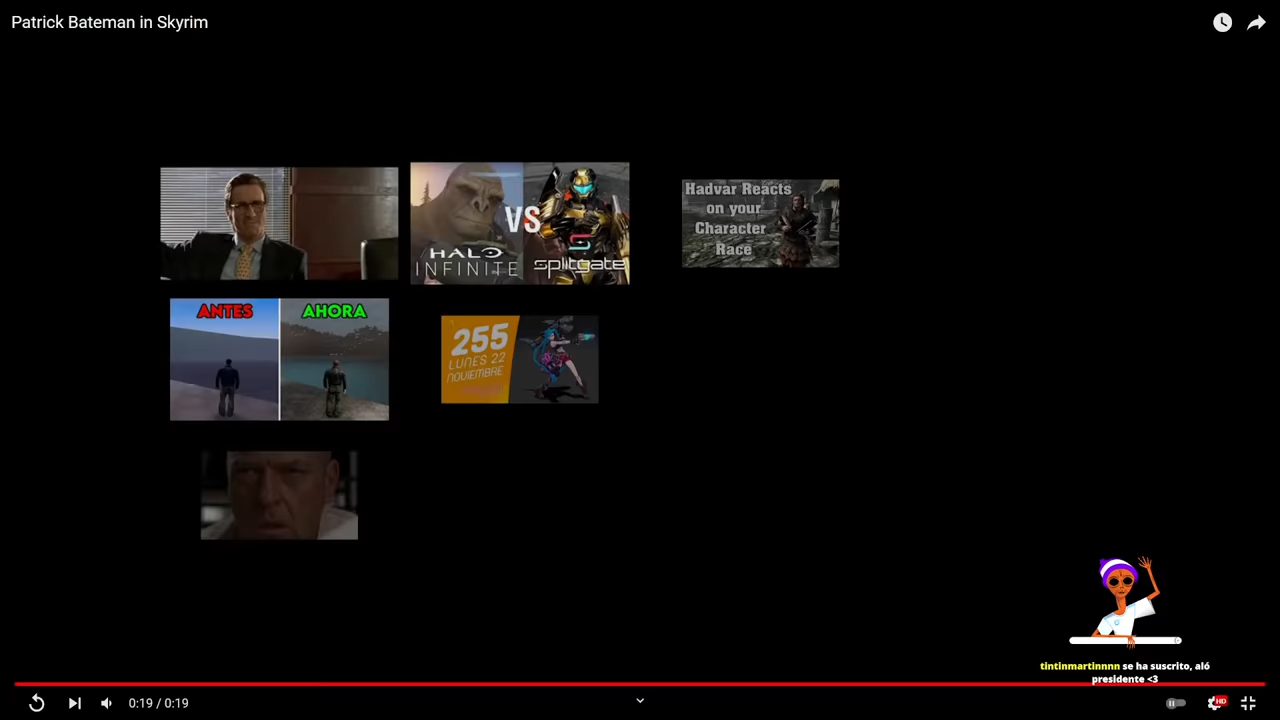 Patrick Bateman in Skyrim
VS
HALO
INFINITE
splitgate
Hadvar Reacts
on your
Character
Race
ANTES
AHORA
255
LUNES 22
NOVIEMBRE
tintinmartinnnn se ha suscrito, aló
presidente <3
0:19 / 0:19
HD